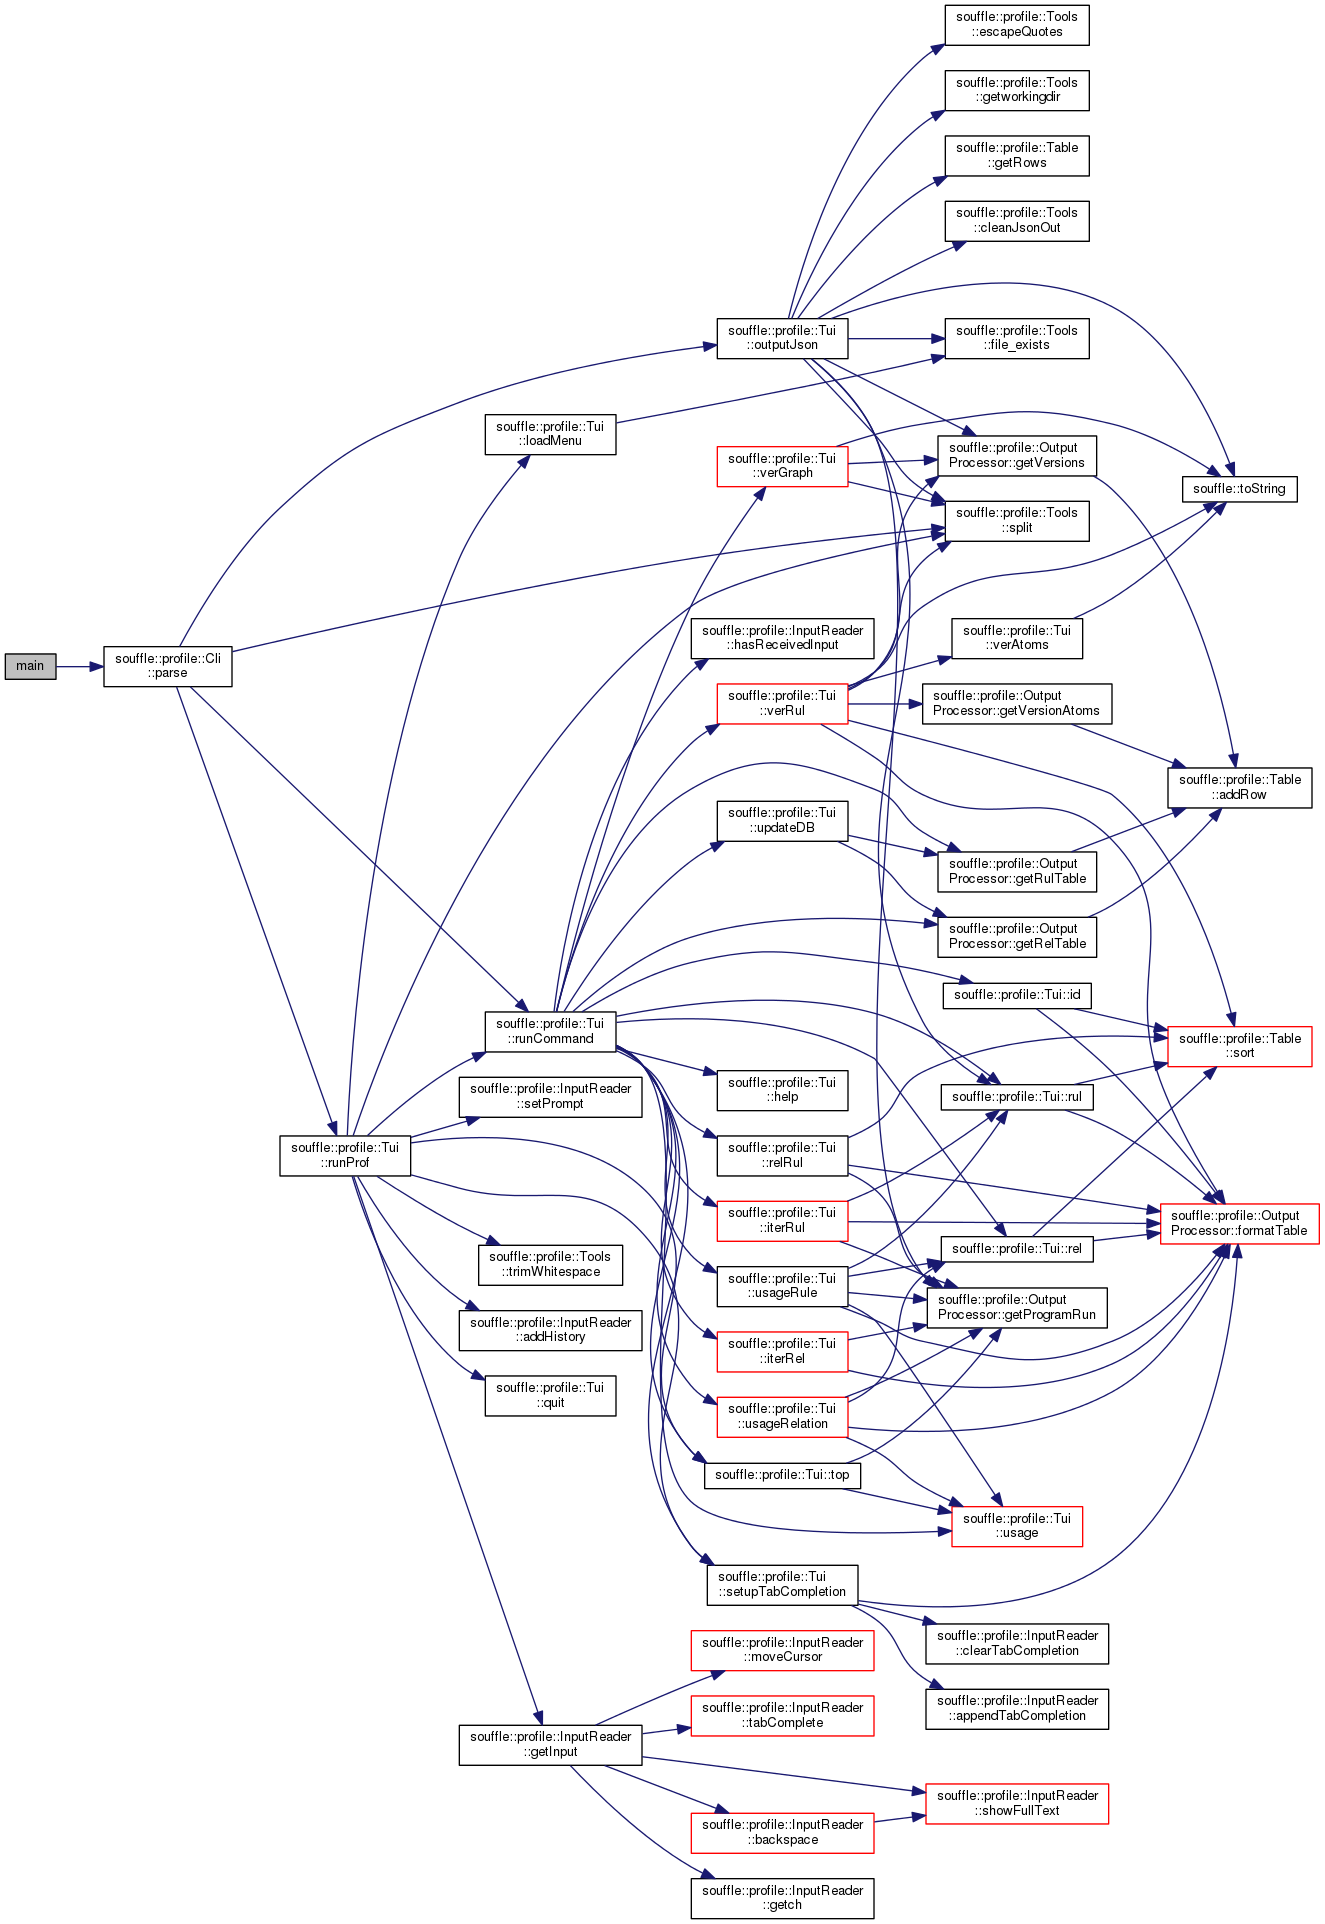 souffle::profile::Tools
::escapeQuotes
souffle::profile::Tools
::getworkingdir
souffle::profile::Table
::getRows
souffle::profile::Tools
::cleanJsonOut
souffle::profile::Tui
::outputJson
souffle::profile::Tools
::file_exists
souffle::profile::Tui
::loadMenu
souffle::profile::Tui
::verGraph
souffle::profile::Output
Processor::getVersions
souffle::toString
souffle::profile::Tools
::split
main
souffle::profile::Cli
::parse
souffle::profile::InputReader
::hasReceivedInput
souffle::profile::Tui
::verAtoms
souffle::profile::Tui
::verRul
souffle::profile::Output
Processor::getVersionAtoms
souffle::profile::Table
::addRow
souffle::profile::Tui
::updateDB
souffle::profile::Output
Processor::getRulTable
souffle::profile::Output
Processor::getRelTable
souffle::profile::Tui::id
souffle::profile::Tui
::runCommand
souffle::profile::Table
::sort
souffle::profile::InputReader
::setPrompt
souffle::profile::Tui
::help
souffle::profile::Tui::rul
souffle::profile::Tui
::runProf
souffle::profile::Tui
::relRul
souffle::profile::Tui
::iterRul
souffle::profile::Output
Processor::formatTable
souffle::profile::Tools
::trimWhitespace
souffle::profile::Tui::rel
souffle::profile::Tui
::usageRule
souffle::profile::Output
Processor::getProgramRun
souffle::profile::InputReader
::addHistory
souffle::profile::Tui
::iterRel
souffle::profile::Tui
::quit
souffle::profile::Tui
::usageRelation
souffle::profile::Tui::top
souffle::profile::Tui
::usage
souffle::profile::Tui
::setupTabCompletion
souffle::profile::InputReader
::clearTabCompletion
souffle::profile::InputReader
::moveCursor
souffle::profile::InputReader
::appendTabCompletion
souffle::profile::InputReader
::tabComplete
souffle::profile::InputReader
::getInput
souffle::profile::InputReader
::showFullText
souffle::profile::InputReader
::backspace
souffle::profile::InputReader
::getch